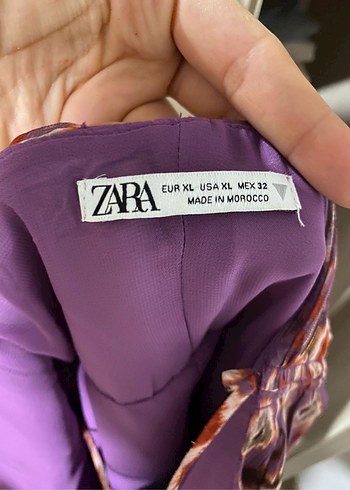 ZARA
EUR XL USA XL MEX 32
MADE IN MOROCCO